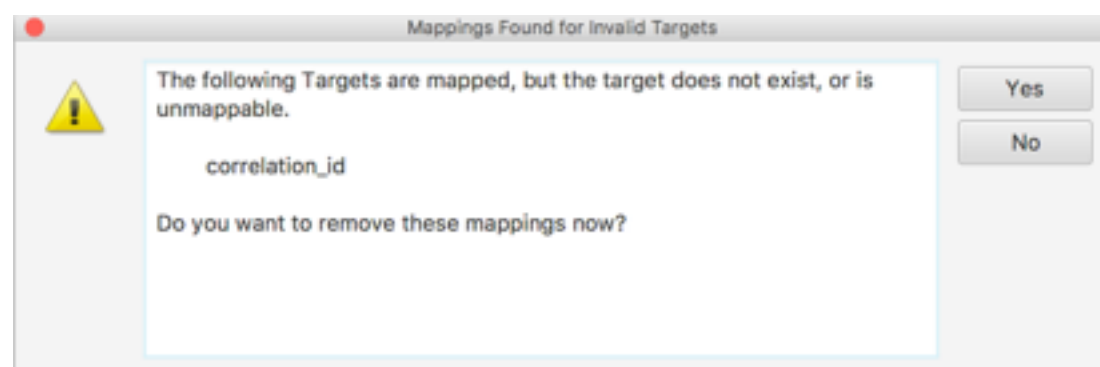 Mappings Found for Invalid Targets
The following Targets are mapped, but the target does not exist, or is
unmappable.
correlation_id
Do you want to remove these mappings now?
Yes
No